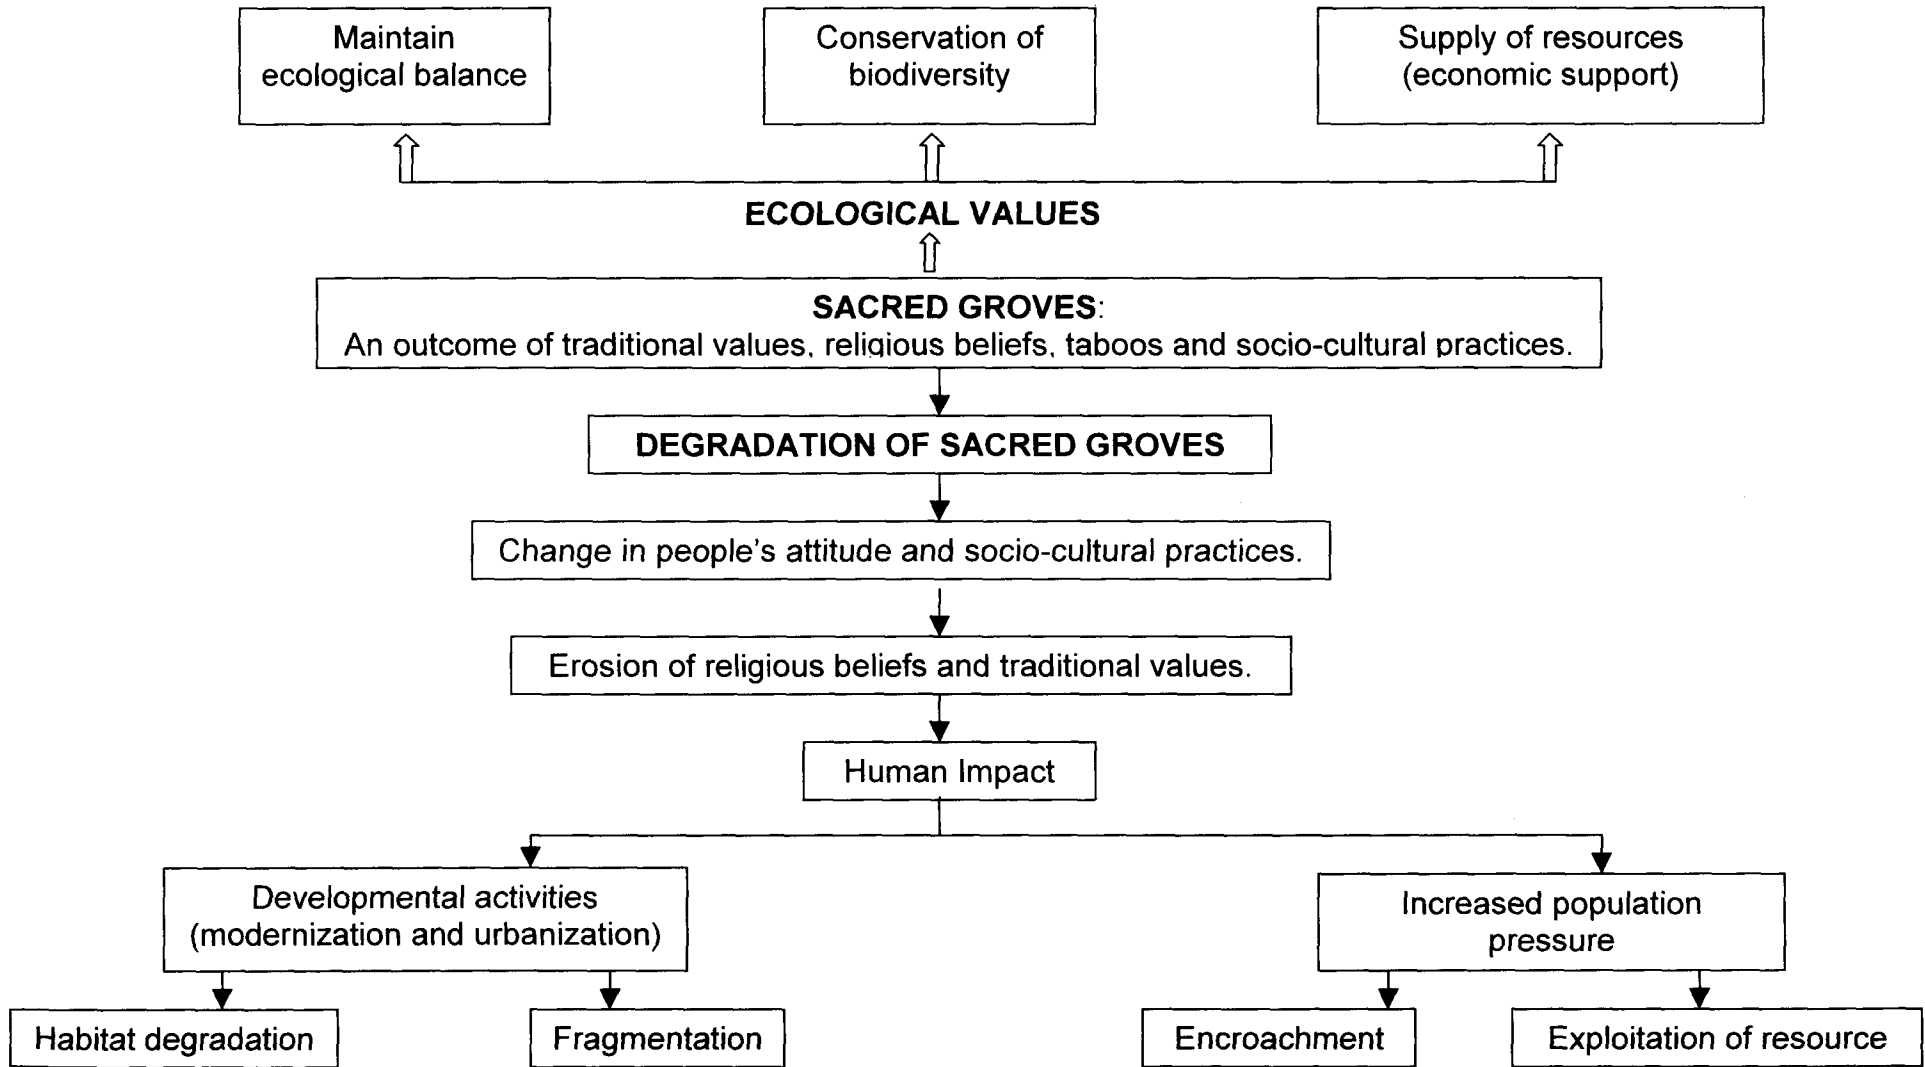 Maintain
ecological balance
Conservation of
biodiversity
Supply of resources
(economic support)
ECOLOGICAL VALUES
SACRED GROVES:
An outcome of traditional values, religious beliefs, taboos and socio-cultural practices.
DEGRADATION OF SACRED GROVES
Change in people's attitude and socio-cultural practices.
Erosion of religious beliefs and traditional values.
Human Impact
Developmental activities
(modernization and urbanization)
Increased population
pressure
Habitat degradation
Fragmentation
Encroachment
Exploitation of resource